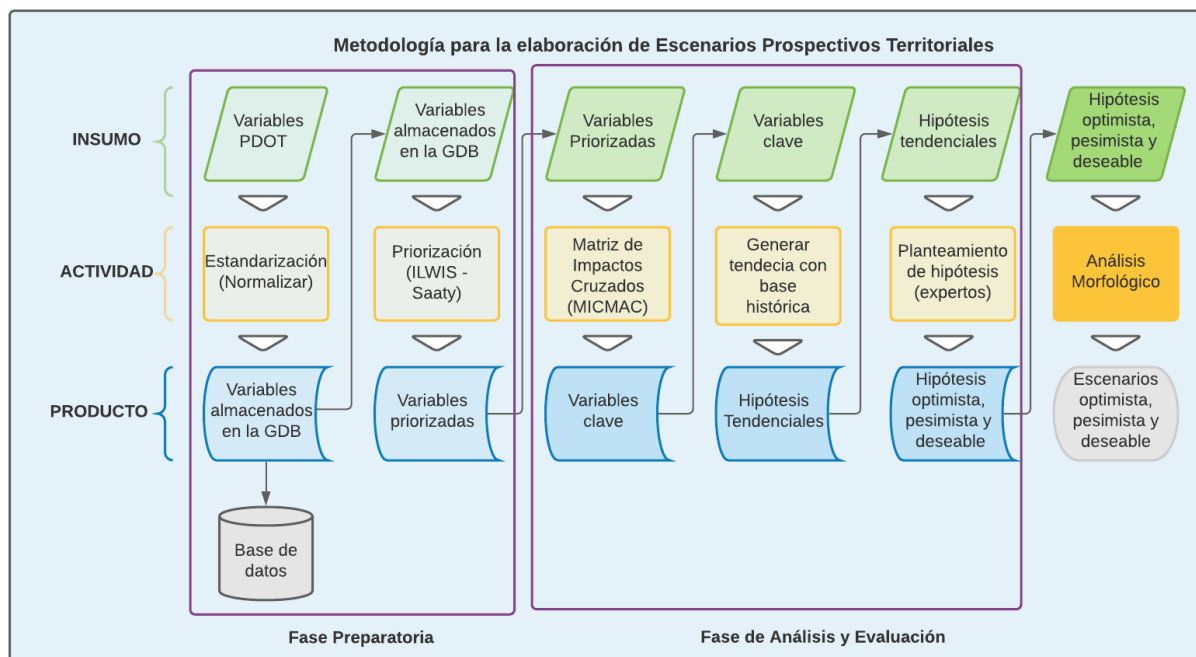 Metodología para la elaboración de Escenarios Prospectivos Territoriales
INSUMO
Variables
PDOT
Variables
almacenados
en la GDB
Variables
Priorizadas
Variables
clave
Hipótesis
tendenciales
Hipótesis
optimista,
pesimista y
deseable
ACTIVIDAD
Estandarización
(Normalizar)
Priorización
(ILWIS -
Saaty)
Matriz de
Impactos
Cruzados
(MICMAC)
Generar
tendecia con
base
histórica
Planteamiento
de hipótesis
(expertos)
Análisis
Morfológico
PRODUCTO
Variables
almacenados
en la GDB
Variables
priorizadas
Variables
clave
Hipótesis
Tendenciales
Hipótesis
optimista,
pesimista y
deseable
Escenarios
optimista,
pesimista y
deseable
Base de
datos
Fase Preparatoria
Fase de Análisis y Evaluación